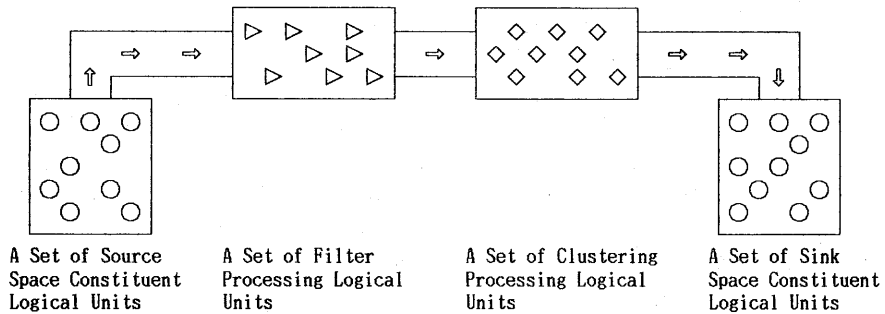 A Set of Source
Space Constituent
Logical Units
A Set of Filter
Processing Logical
Units
A Set of Clustering
Processing Logical
Units
A Set of Sink
Space Constituent
Logical Units